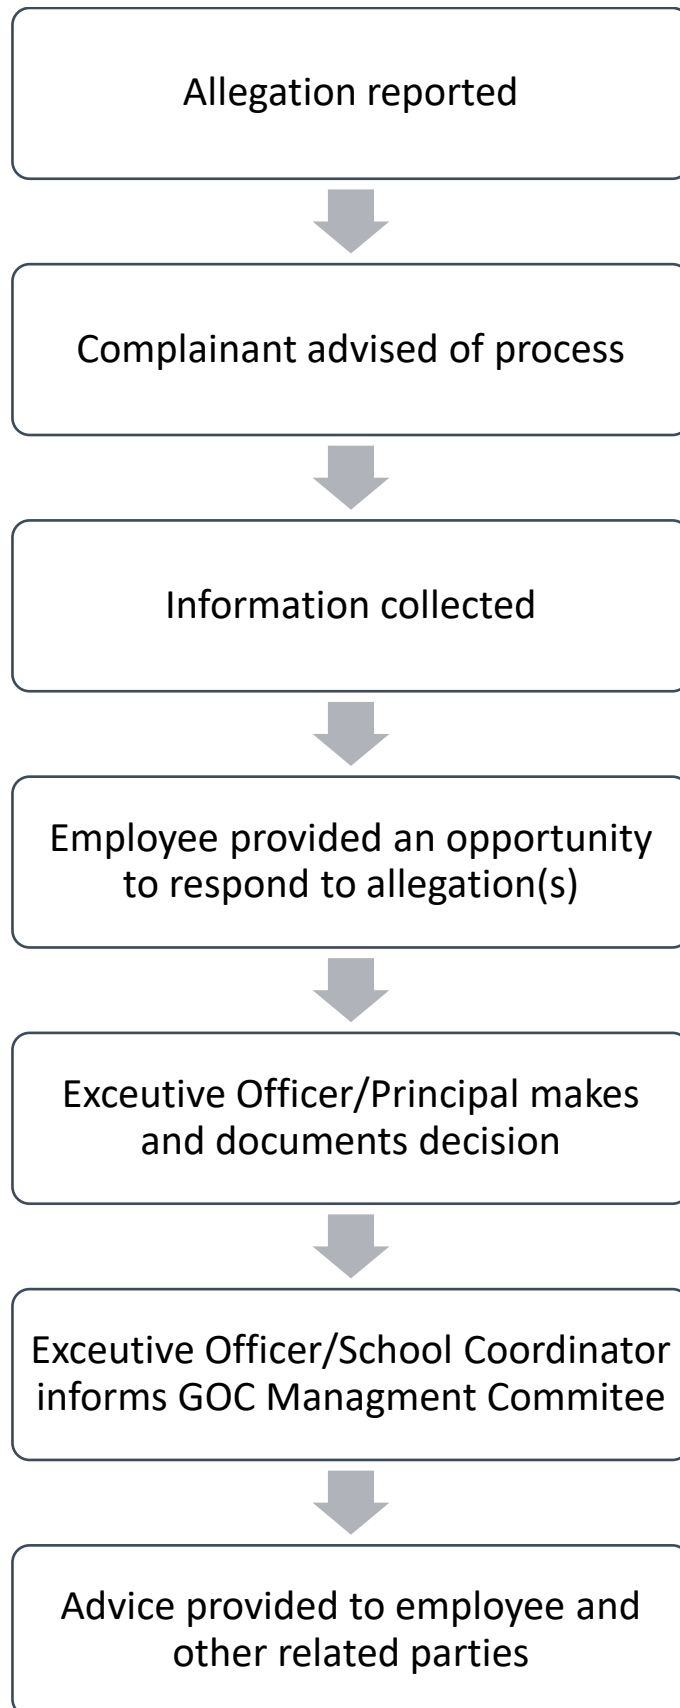 Allegation reported
Complainant advised of process
Information collected
Employee provided an opportunity
to respond to allegation(s)
Exceutive Officer/Principal makes
and documents decision
Exceutive Officer/School Coordinator
informs GOC Managment Commitee
Advice provided to employee and
other related parties